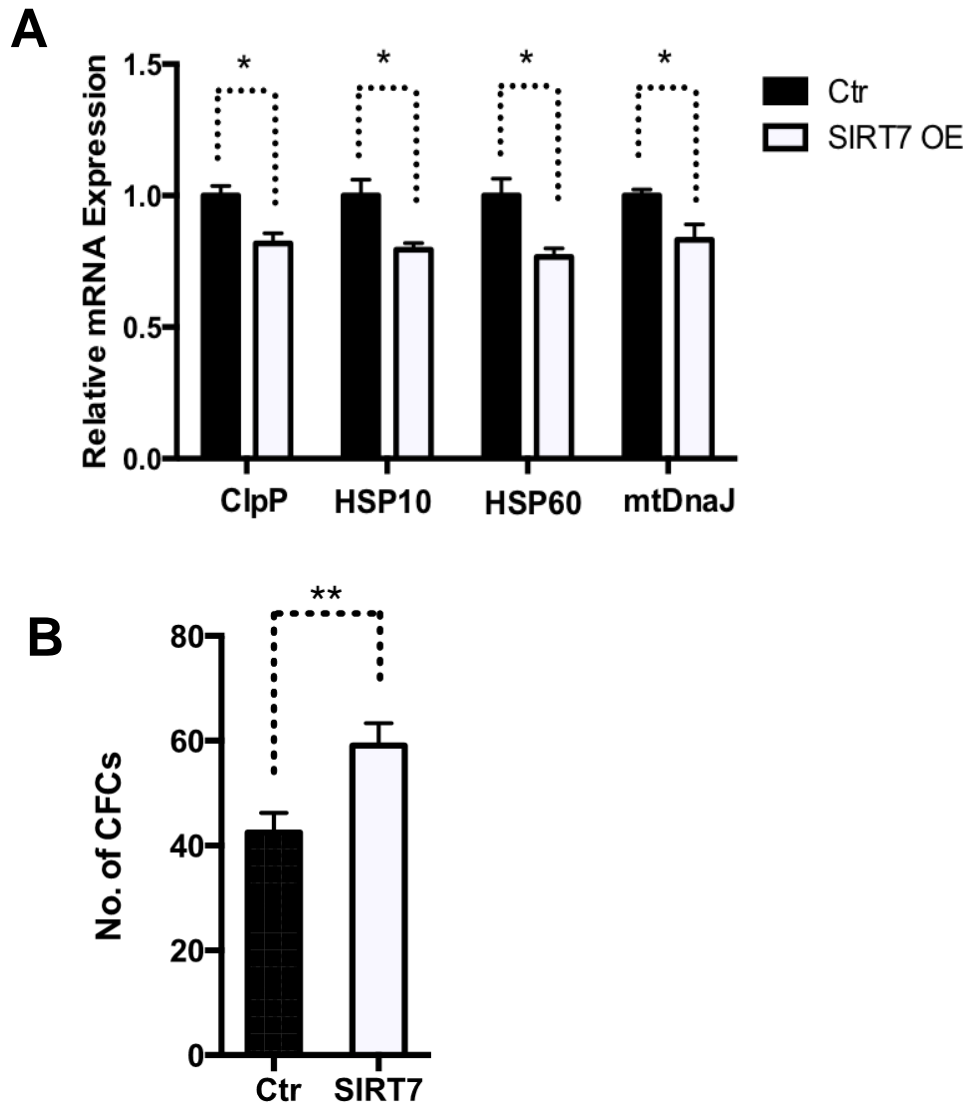 A
Relative mRNA Expression
1.5
1.0
0.5
0.0
*
*
*
*
Ctr
SIRT7 OE
ClpP
HSP10
HSP60
mtDnaJ
B
No. of CFCs
80
60
40
20
0
**
Ctr
SIRT7